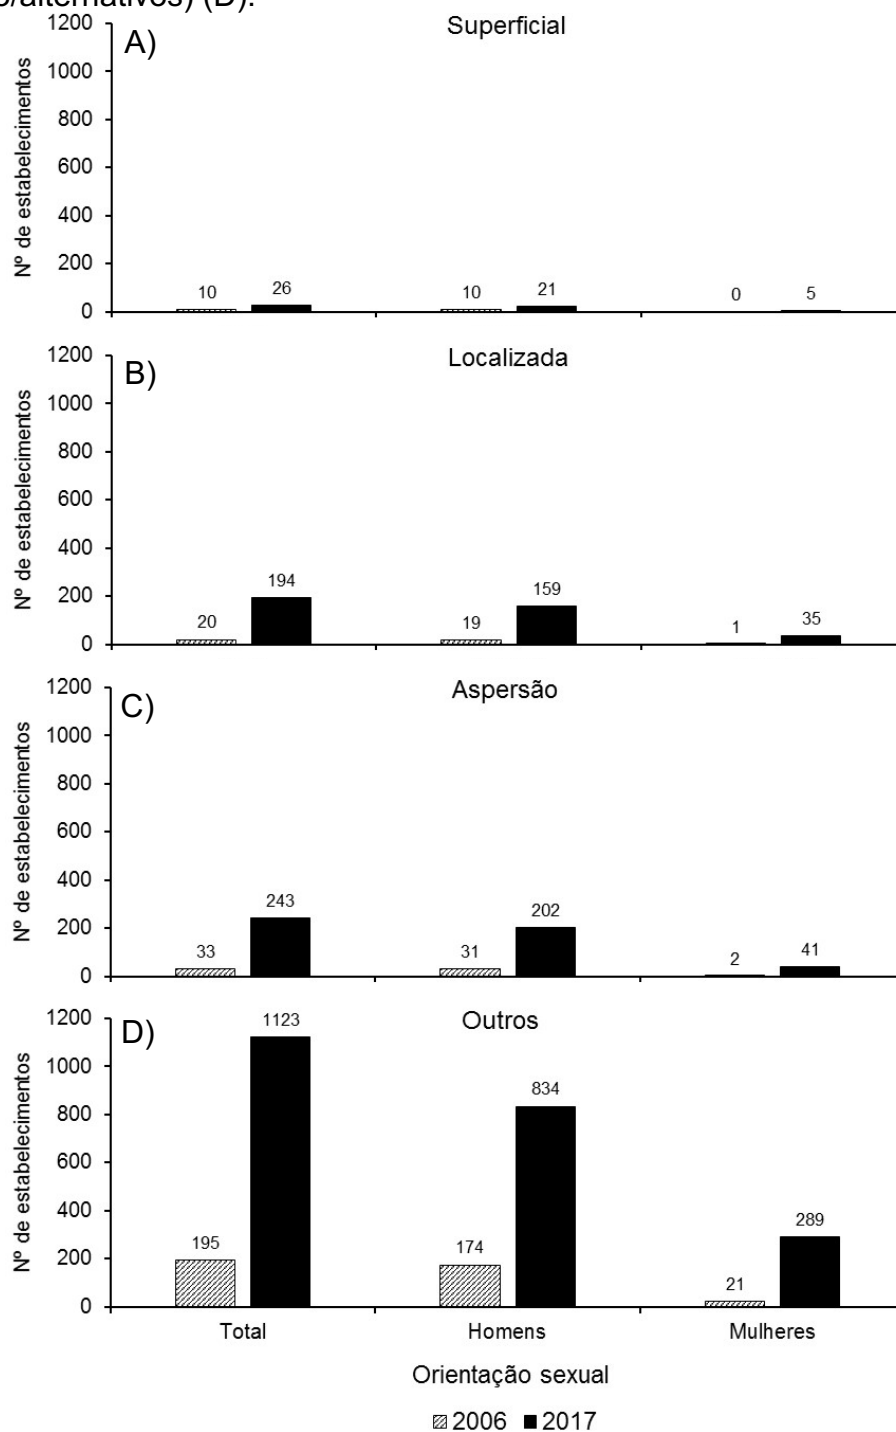 o/alternativos) (D).
A) Superficial
Nº de estabelecimentos
1200
1000
800
600
400
200
0
10 26 10 21 0 5
B) Localizada
Nº de estabelecimentos
1200
1000
800
600
400
200
0
20 194 19 159 1 35
C) Aspersão
Nº de estabelecimentos
1200
1000
800
600
400
200
0
33 243 31 202 2 41
D) Outros
Nº de estabelecimentos
1200
1000
800
600
400
200
0
195 1123 174 834 21 289
Total Homens Mulheres
Orientação sexual
2006 2017